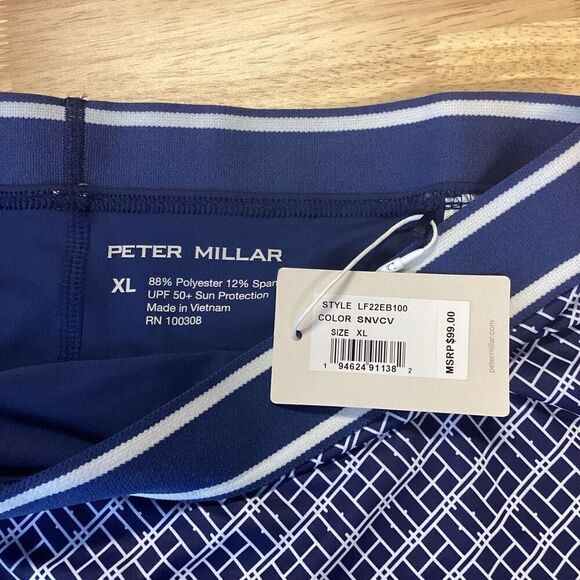 PETER MILLAR
XL
88% Polyester 12% Span
UPF 50+ Sun Protection
Made in Vietnam
RN 100308
STYLE LF22EB100
COLOR SNVCV
SIZE XL
1 94624 91138 2
MSRP $99.00
petermillar.com